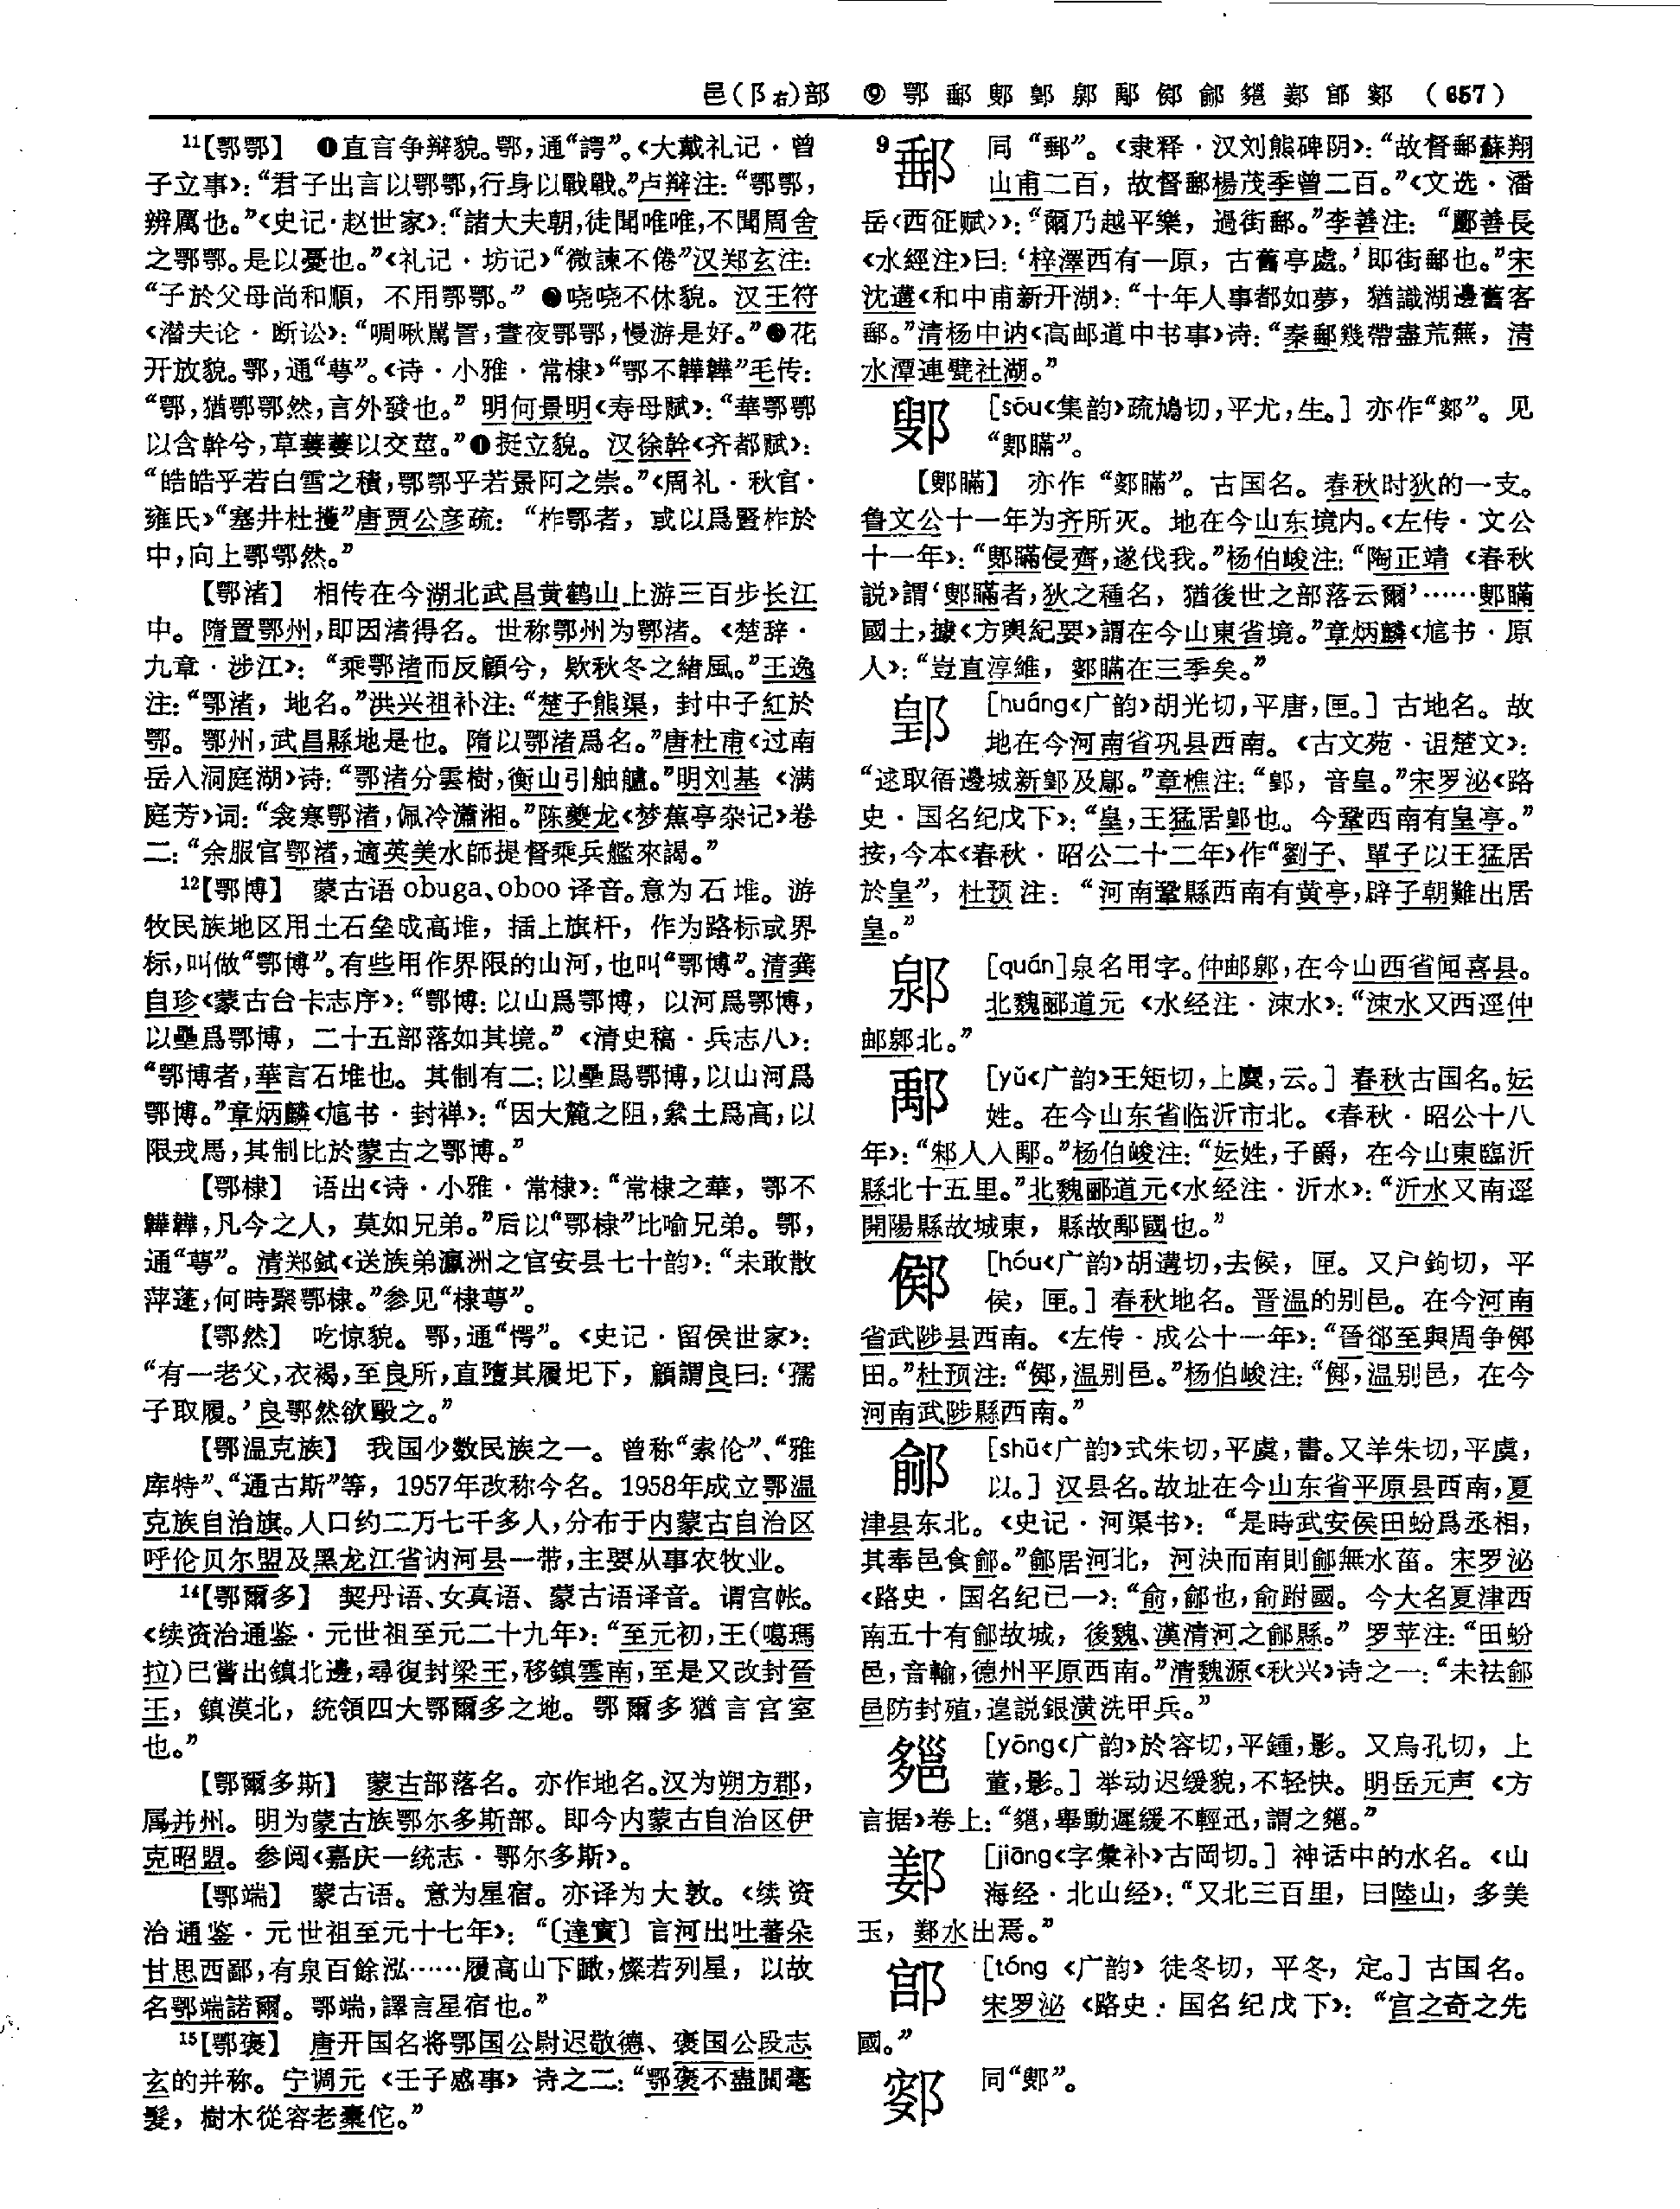 邑(阝右)部 ⑨ 鄂 鄱 鄋 鄓 鄡 鄅 鄇 鄃 郒 鄯 郶 鄋 (657)
¹¹【鄂鄂】 ❶直言争辩貌。鄂,通“諤”。《大戴礼记·曾
子立事》:“君子出言以鄂鄂,行身以戰戰。”卢辩注:“鄂鄂,
辨厲也。”《史记·赵世家》:“諸大夫朝,徒聞唯唯,不聞周舍
之鄂鄂。是以憂也。”《礼记·坊记》“微諫不倦”汉郑玄注:
“子於父母尚和順,不用鄂鄂。” ❷哓哓不休貌。汉王符
《潜夫论·断讼》:“啁啾駡詈,晝夜鄂鄂,慢游是好。”❸花
开放貌。鄂,通“萼”。《诗·小雅·常棣》“鄂不韡韡”毛传:
“鄂,猶鄂鄂然,言外發也。” 明何景明《寿母赋》:“華鄂鄂
以含幹兮,草萋萋以交莖。”❹挺立貌。汉徐幹《齐都赋》:
“皓皓乎若白雪之積,鄂鄂乎若景阿之崇。”《周礼·秋官·
雍氏》“塞井杜擭”唐贾公彦疏:“柞鄂者,或以爲豎柞於
中,向上鄂鄂然。”
【鄂渚】 相传在今湖北武昌黄鹤山上游三百步长江
中。隋置鄂州,即因渚得名。世称鄂州为鄂渚。《楚辞·
九章·涉江》:“乘鄂渚而反顧兮,欸秋冬之緒風。”王逸
注:“鄂渚,地名。”洪兴祖补注:“楚子熊渠,封中子紅於
鄂。鄂州,武昌縣地是也。隋以鄂渚爲名。”唐杜甫《过南
岳入洞庭湖》诗:“鄂渚分雲樹,衡山引舳艫。”明刘基《满
庭芳》词:“衾寒鄂渚,佩冷瀟湘。”陈夔龙《梦蕉亭杂记》卷
二:“余服官鄂渚,適英美水師提督乘兵艦來謁。”
¹²【鄂博】 蒙古语 obuga、oboo 译音。意为石堆。游
牧民族地区用土石垒成高堆,插上旗杆,作为路标或界
标,叫做“鄂博”。有些用作界限的山河,也叫“鄂博”。清龚
自珍《蒙古台卡志序》:“鄂博:以山爲鄂博,以河爲鄂博,
以壘爲鄂博,二十五部落如其境。”《清史稿·兵志八》:
“鄂博者,華言石堆也。其制有二:以壘爲鄂博,以山河爲
鄂博。”章炳麟《訄书·封禅》:“因大麓之阻,絫土爲高,以
限戎馬,其制比於蒙古之鄂博。”
【鄂棣】 语出《诗·小雅·常棣》:“常棣之華,鄂不
韡韡,凡今之人,莫如兄弟。”后以“鄂棣”比喻兄弟。鄂,
通“萼”。清郑鉽《送族弟瀛洲之官安县七十韵》:“未敢散
萍蓬,何時聚鄂棣。”参见“棣萼”。
【鄂然】 吃惊貌。鄂,通“愕”。《史记·留侯世家》:
“有一老父,衣褐,至良所,直墮其履圯下,顧謂良曰:‘孺
子取履。’良鄂然欲毆之。”
【鄂温克族】 我国少数民族之一。曾称“索伦”、“雅
库特”、“通古斯”等,1957年改称今名。1958年成立鄂温
克族自治旗。人口约二万七千多人,分布于内蒙古自治区
呼伦贝尔盟及黑龙江省讷河县一带,主要从事农牧业。
¹⁴【鄂爾多】 契丹语、女真语、蒙古语译音。谓宫帐。
《续资治通鉴·元世祖至元二十九年》:“至元初,王(噶瑪
拉)已嘗出鎮北邊,尋復封梁王,移鎮雲南,至是又改封晉
王,鎮漠北,統領四大鄂爾多之地。鄂爾多猶言宫室
也。”
【鄂爾多斯】 蒙古部落名。亦作地名。汉为朔方郡,
属并州。明为蒙古族鄂尔多斯部。即今内蒙古自治区伊
克昭盟。参阅《嘉庆一统志·鄂尔多斯》。
【鄂端】 蒙古语。意为星宿。亦译为大敦。《续资
治通鉴·元世祖至元十七年》:“〔達實〕言河出吐蕃朵
甘思西鄙,有泉百餘泓……履高山下瞰,燦若列星,以故
名鄂端諾爾。鄂端,譯言星宿也。”
¹⁵【鄂褒】 唐开国名将鄂国公尉迟敬德、褒国公段志
玄的并称。宁调元《壬子感事》诗之二:“鄂褒不蠱開毫
髮,樹木從容老橐佗。”
⁹ 同“郵”。《隶释·汉刘熊碑阴》:“故督郵蘇翔
山甫二百,故督郵楊茂季曾二百。”《文选·潘
岳《西征赋》》:“爾乃越平樂,過街郵。”李善注:“酈善長
《水經注》曰:‘梓澤西有一原,古舊亭處。’即街郵也。”宋
沈遘《和中甫新开湖》:“十年人事都如夢,猶識湖邊舊客
郵。”清杨中讷《高邮道中书事》诗:“秦郵幾帶盡荒蕪,清
水潭連甓社湖。”
鄋 [sōu《集韵》疏鳩切,平尤,生。] 亦作“鄋”。见
“鄋瞞”。
【鄋瞞】 亦作“鄋瞞”。古国名。春秋时狄的一支。
鲁文公十一年为齐所灭。地在今山东境内。《左传·文公
十一年》:“鄋瞞侵齊,遂伐我。”杨伯峻注:“陶正靖《春秋
説》謂‘鄋瞞者,狄之種名,猶後世之部落云爾’……鄋瞞
國土,據《方輿紀要》謂在今山東省境。”章炳麟《訄书·原
人》:“豈直淳維,鄋瞞在三季矣。”
鄓 [huáng《广韵》胡光切,平唐,匣。] 古地名。故
地在今河南省巩县西南。《古文苑·诅楚文》:
“逑取㤹邊城新鄓及鄔。”章樵注:“鄓,音皇。”宋罗泌《路
史·国名纪戊下》:“皇,王猛居鄓也。今鞏西南有皇亭。”
按,今本《春秋·昭公二十二年》作“劉子、單子以王猛居
於皇”,杜预注:“河南鞏縣西南有黄亭,辟子朝難出居
皇。”
[quán]泉名用字。仲邮鄎,在今山西省闻喜县。
北魏郦道元《水经注·涑水》:“涑水又西逕仲
邮鄎北。”
鄅 [yǔ《广韵》王矩切,上麌,云。] 春秋古国名。妘
姓。在今山东省临沂市北。《春秋·昭公十八
年》:“邾人入鄅。”杨伯峻注:“妘姓,子爵,在今山東臨沂
縣北十五里。”北魏郦道元《水经注·沂水》:“沂水又南逕
開陽縣故城東,縣故鄅國也。”
鄇 [hóu《广韵》胡遘切,去候,匣。又户鉤切,平
侯,匣。] 春秋地名。晋温的别邑。在今河南
省武陟县西南。《左传·成公十一年》:“晉郤至與周争鄇
田。”杜预注:“鄇,温别邑。”杨伯峻注:“鄇,温别邑,在今
河南武陟縣西南。”
鄃 [shū《广韵》式朱切,平虞,書。又羊朱切,平虞,
以。] 汉县名。故址在今山东省平原县西南,夏
津县东北。《史记·河渠书》:“是時武安侯田蚡爲丞相,
其奉邑食鄃。”鄃居河北,河決而南則鄃無水菑。宋罗泌
《路史·国名纪己一》:“俞,鄃也,俞跗國。今大名夏津西
南五十有鄃故城,後魏、漢清河之鄃縣。” 罗苹注:“田蚡
邑,音輸,德州平原西南。”清魏源《秋兴》诗之一:“未祛鄃
邑防封殖,遑説銀潢洗甲兵。”
[yōng《广韵》於容切,平鍾,影。又烏孔切,上
董,影。] 举动迟缓貌,不轻快。明岳元声《方
言据》卷上:“䢥,舉動遲緩不輕迅,謂之䢥。”
[jiāng《字彙补》古岡切。] 神话中的水名。《山
海经·北山经》:“又北三百里,曰陸山,多美
玉,䣌水出焉。”
[tóng《广韵》徒冬切,平冬,定。] 古国名。
宋罗泌《路史·国名纪戊下》:“宫之奇之先
國。”
同“鄋”。